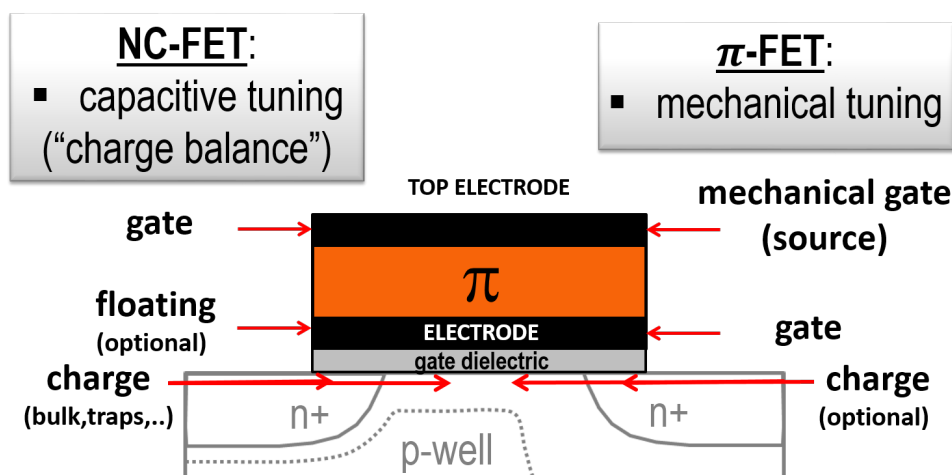 NC-FET:
▪ capacitive tuning
(“charge balance”)
π-FET:
▪ mechanical tuning
TOP ELECTRODE
gate
mechanical gate
(source)
π
floating
(optional)
ELECTRODE
gate
gate dielectric
charge
(bulk,traps,..)
charge
(optional)
n+
n+
p-well